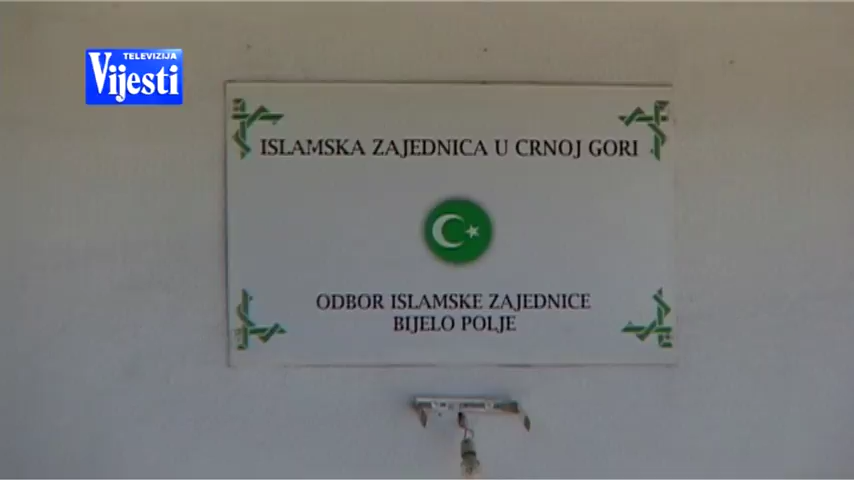 TELEVIZIJA
Vijesti
ISLAMSKA ZAJEDNICA U CRNOJ GORI
ODBOR ISLAMSKE ZAJEDNICE
BIJELO POLJE